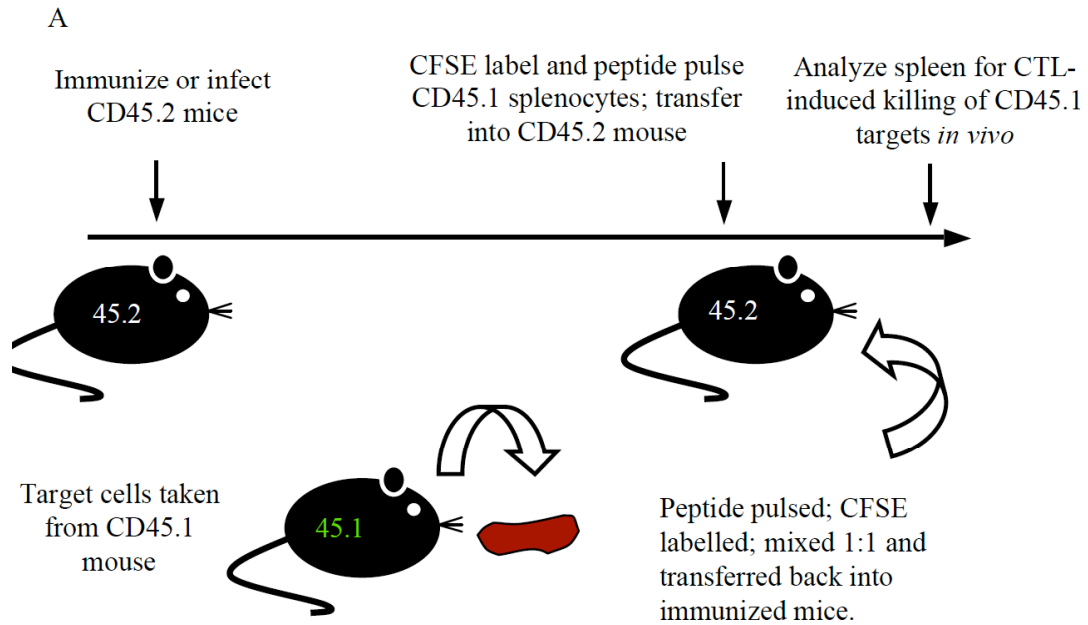 A
Immunize or infect
CD45.2 mice
CFSE label and peptide pulse
CD45.1 splenocytes; transfer
into CD45.2 mouse
Analyze spleen for CTL-
induced killing of CD45.1
targets in vivo
45.2
45.2
Target cells taken
from CD45.1
mouse
45.1
Peptide pulsed; CFSE
labelled; mixed 1:1 and
transferred back into
immunized mice.